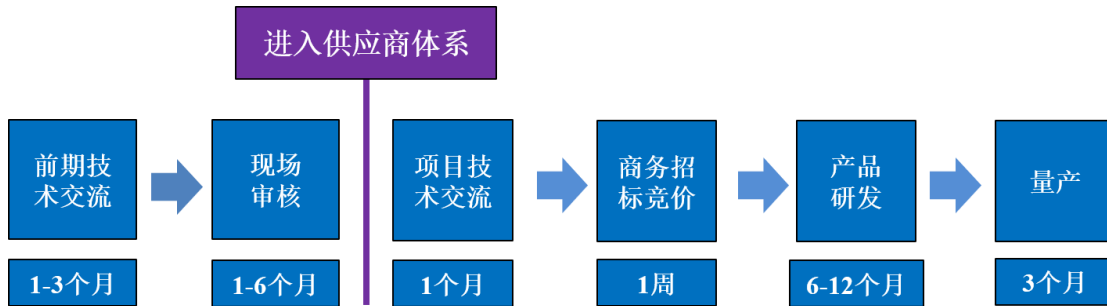 进入供应商体系
前期技
术交流
现场
审核
项目技
术交流
商务招
标竞价
产品
研发
量产
1-3个月
1-6个月
1个月
1周
6-12个月
3个月